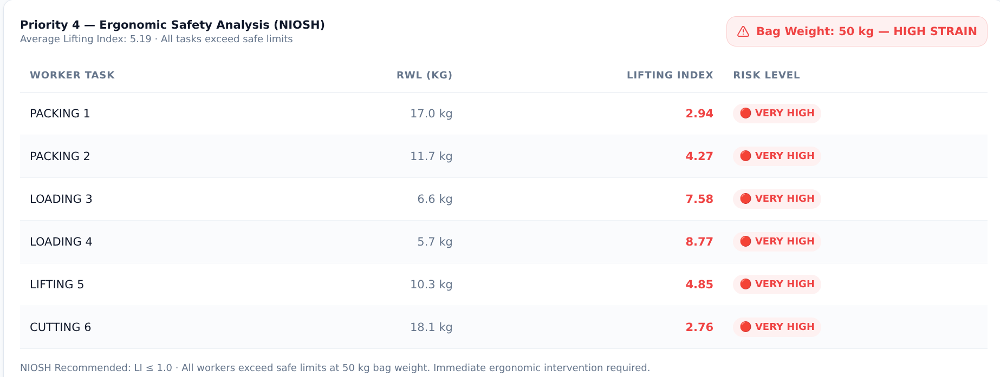 Priority 4 — Ergonomic Safety Analysis (NIOSH)
Average Lifting Index: 5.19 · All tasks exceed safe limits
Bag Weight: 50 kg — HIGH STRAIN
WORKER TASK RWL (KG) LIFTING INDEX RISK LEVEL
PACKING 1 17.0 kg 2.94 VERY HIGH
PACKING 2 11.7 kg 4.27 VERY HIGH
LOADING 3 6.6 kg 7.58 VERY HIGH
LOADING 4 5.7 kg 8.77 VERY HIGH
LIFTING 5 10.3 kg 4.85 VERY HIGH
CUTTING 6 18.1 kg 2.76 VERY HIGH
NIOSH Recommended: LI ≤ 1.0 · All workers exceed safe limits at 50 kg bag weight. Immediate ergonomic intervention required.